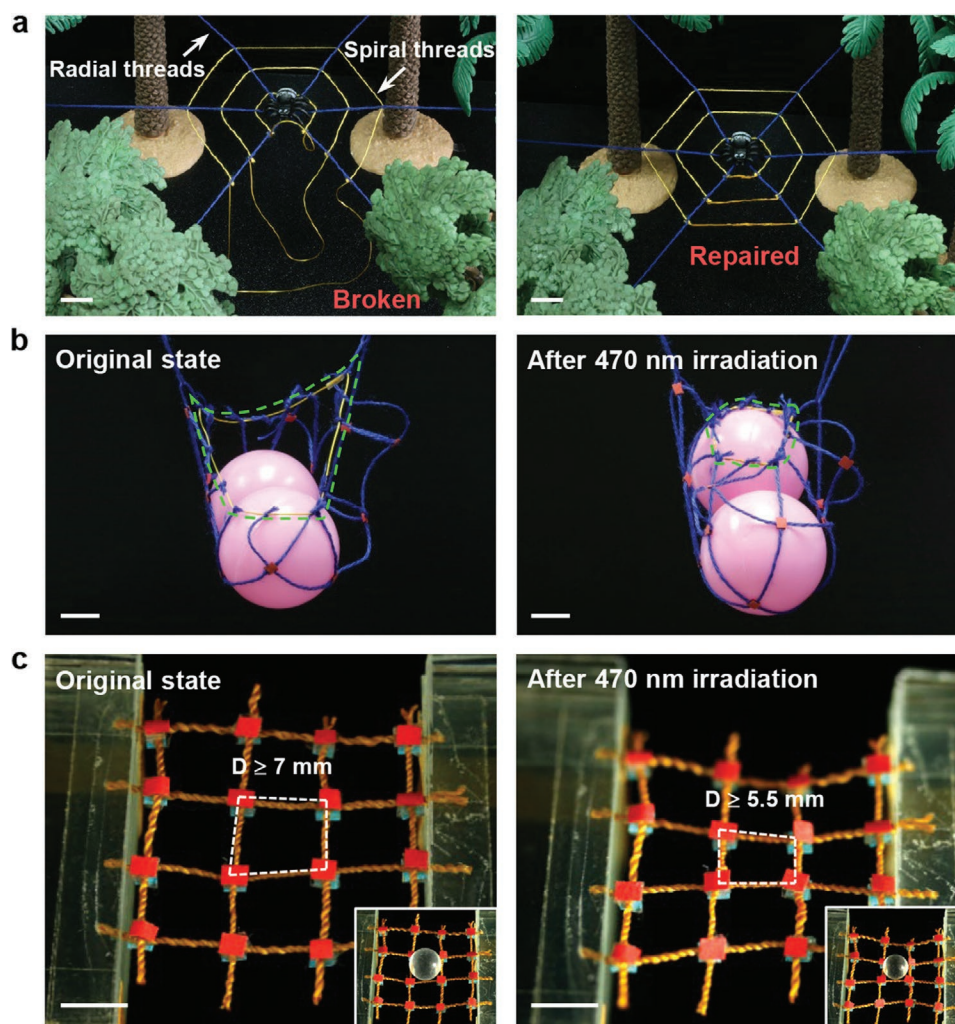 a
Radial threads
Spiral threads
Broken
Repaired
b
Original state
After 470 nm irradiation
c
Original state
After 470 nm irradiation
D ≥ 7 mm
D ≥ 5.5 mm